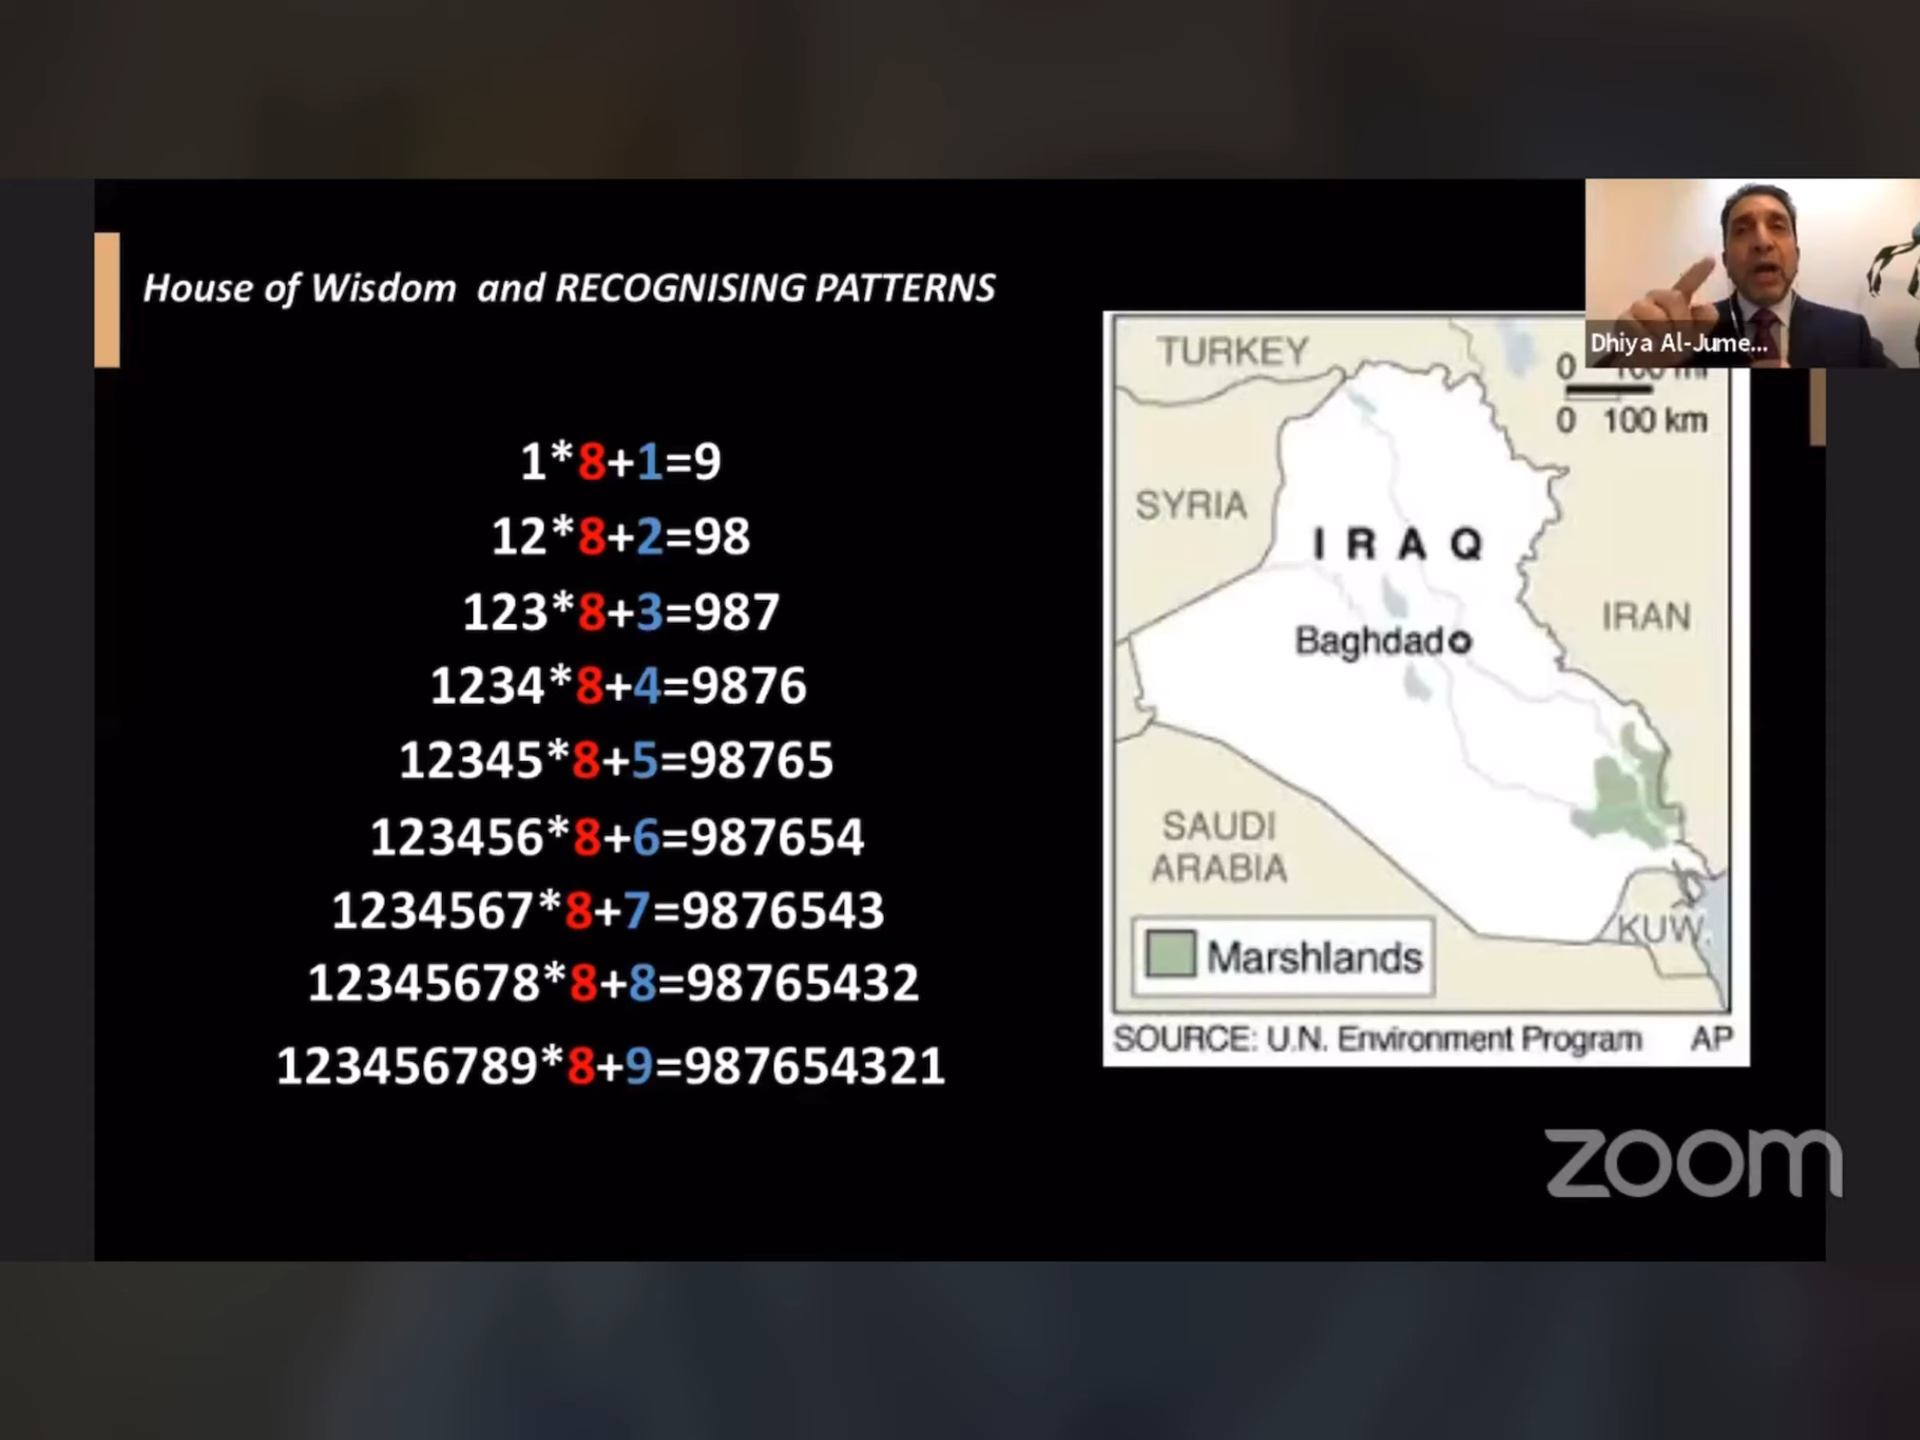 House of Wisdom and RECOGNISING PATTERNS
1*8+1=9
12*8+2=98
123*8+3=987
1234*8+4=9876
12345*8+5=98765
123456*8+6=987654
1234567*8+7=9876543
12345678*8+8=98765432
123456789*8+9=987654321
Dhiya Al-Jume...
TURKEY
0 100 mi
0 100 km
SYRIA
IRAQ
IRAN
Baghdad
SAUDI
ARABIA
KUW.
Marshlands
SOURCE: U.N. Environment Program AP
zoom